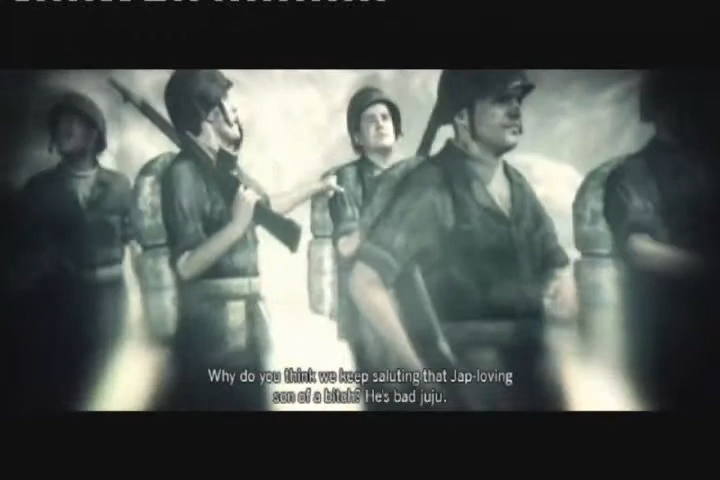 Why do you think we keep saluting that Jap-loving
son of a bitch? He's bad juju.